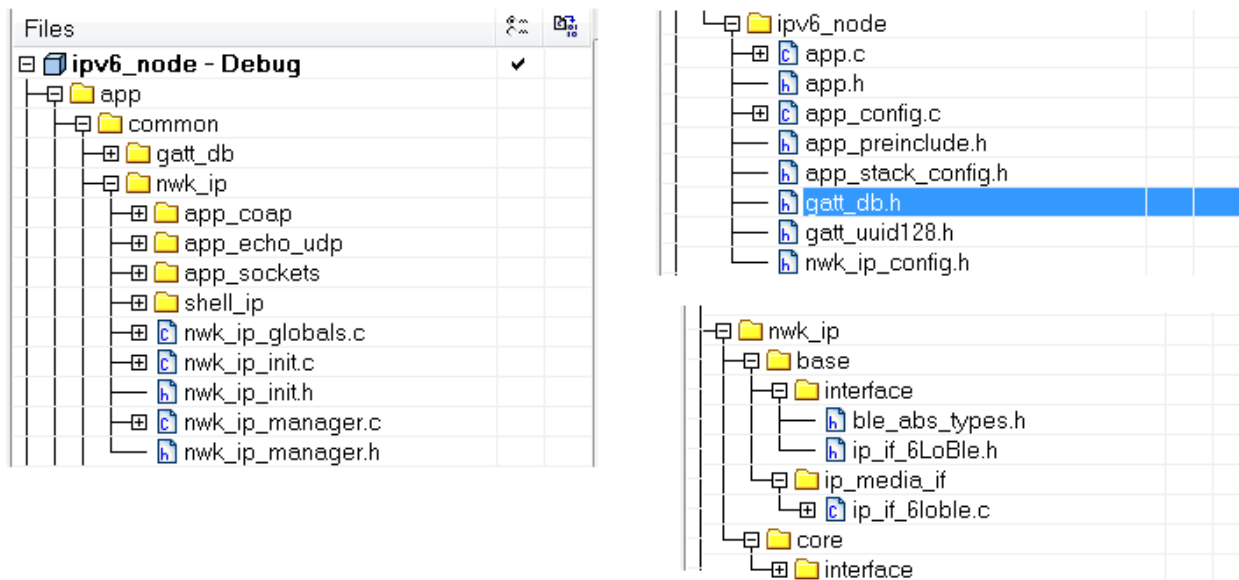 Files
ipv6_node - Debug
app
common
gatt_db
nwk_ip
app_coap
app_echo_udp
app_sockets
shell_ip
nwk_ip_globals.c
nwk_ip_init.c
nwk_ip_init.h
nwk_ip_manager.c
nwk_ip_manager.h
ipv6_node
app.c
app.h
app_config.c
app_preinclude.h
app_stack_config.h
gatt_db.h
gatt_uuid128.h
nwk_ip_config.h
nwk_ip
base
interface
ble_abs_types.h
ip_if_6LoBle.h
ip_media_if
ip_if_6loble.c
core
interface